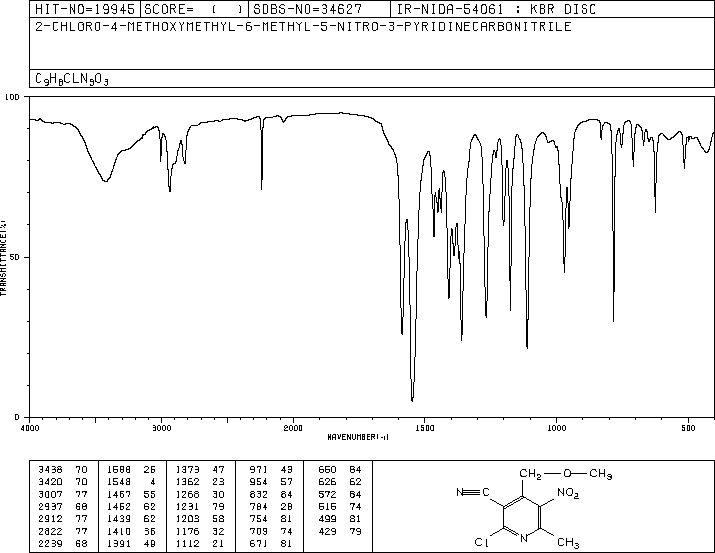 HIT-NO=19945 SCORE= ( ) SDBS-NO=34627 IR-NIDA-54061 : KBR DISC
2-CHLORO-4-METHOXYMETHYL-6-METHYL-5-NITRO-3-PYRIDINECARBONITRILE
C9H8CLN3O3
100
50
0
TRANSMITTANCE(%)
4000 3000 2000 1500 1000 500
WAVENUMBER(-1)
3438 70 1588 26 1373 47 971 43 660 84
3420 70 1548 4 1362 23 954 57 626 62
3007 77 1467 55 1268 30 832 84 572 84
2937 68 1452 62 1231 79 784 28 516 74
2912 77 1439 62 1203 58 754 81 499 81
2822 77 1410 36 1176 32 709 74 429 79
2239 68 1391 49 1112 21 671 81
CH2 O CH3
N C NO2
Cl N CH3